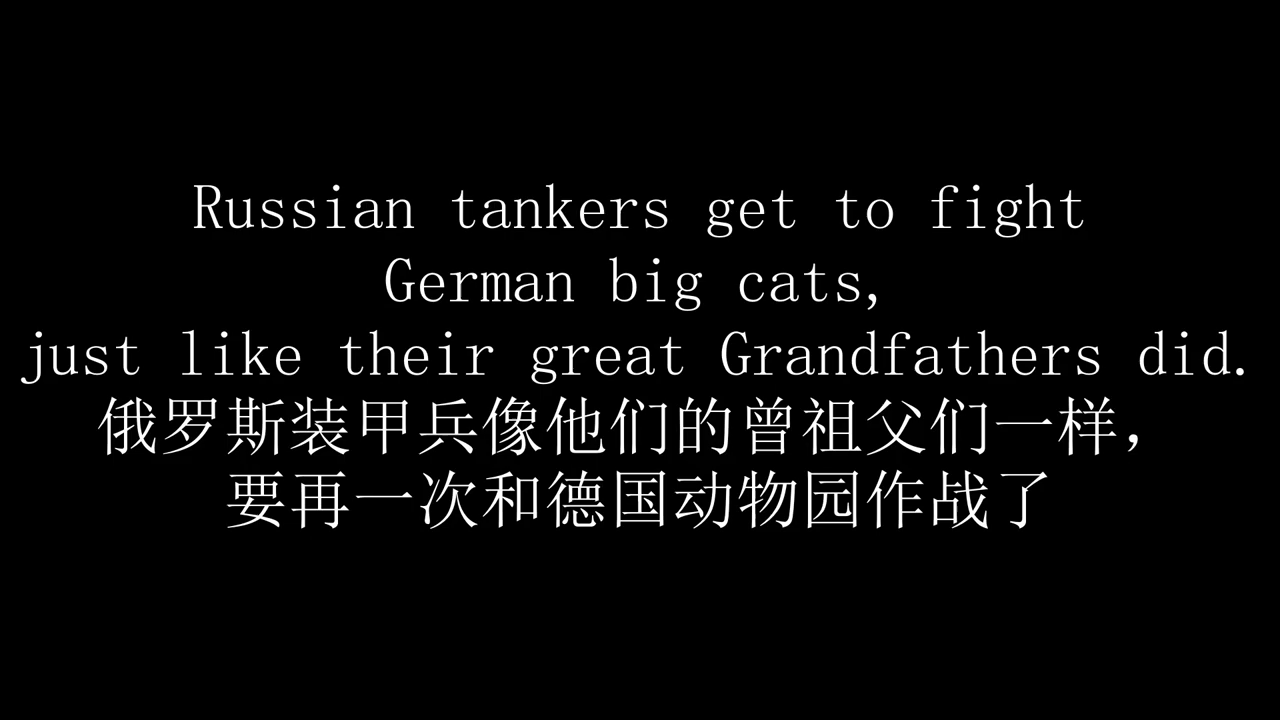 Russian tankers get to fight
German big cats,
just like their great Grandfathers did.
俄罗斯装甲兵像他们的曾祖父们一样，
要再一次和德国动物园作战了